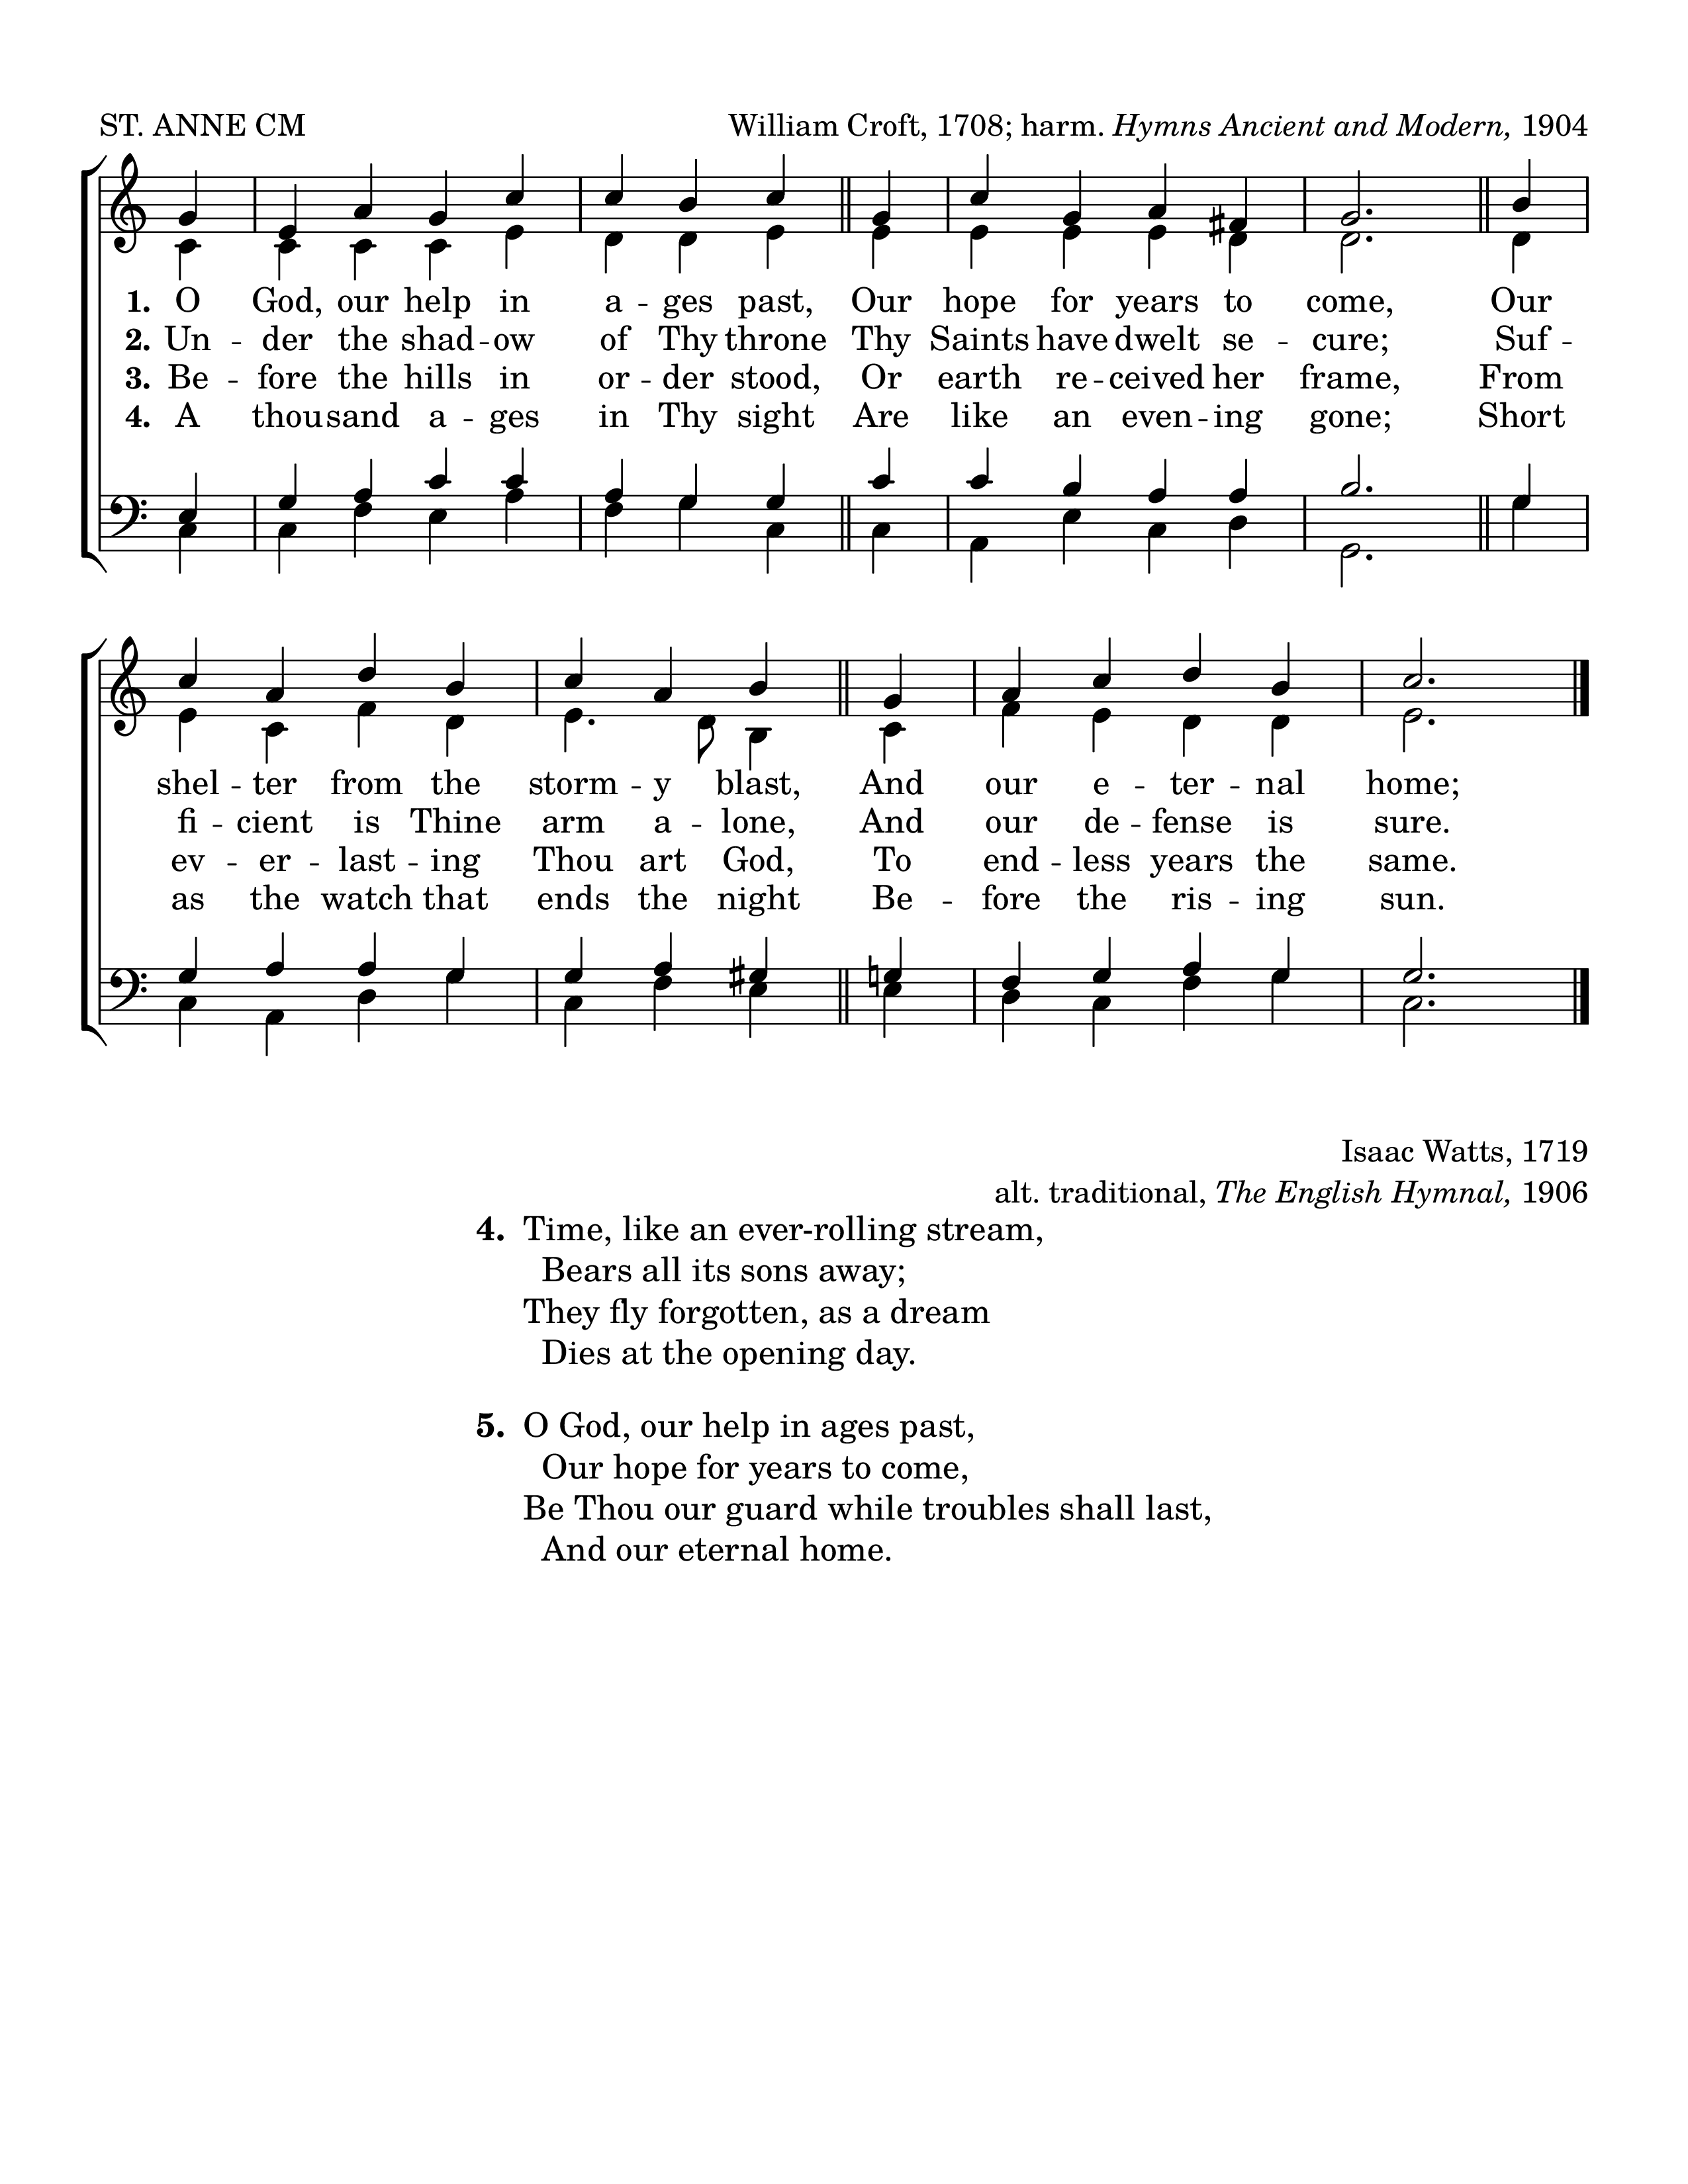 ST. ANNE CM William Croft, 1708; harm. Hymns Ancient and Modern, 1904
1. O God, our help in a -- ges past, Our hope for years to come, Our
2. Un -- der the shad -- ow of Thy throne Thy Saints have dwelt se -- cure; Suf --
3. Be -- fore the hills in or -- der stood, Or earth re -- ceived her frame, From
4. A thousand a -- ges in Thy sight Are like an even -- ing gone; Short
shel -- ter from the storm -- y blast, And our e -- ter -- nal home;
fi -- cient is Thine arm a -- lone, And our de -- fense is sure.
ev -- er -- last -- ing Thou art God, To end -- less years the same.
as the watch that ends the night Be -- fore the ris -- ing sun.
Isaac Watts, 1719
alt. traditional, The English Hymnal, 1906
4. Time, like an ever-rolling stream,
Bears all its sons away;
They fly forgotten, as a dream
Dies at the opening day.
5. O God, our help in ages past,
Our hope for years to come,
Be Thou our guard while troubles shall last,
And our eternal home.